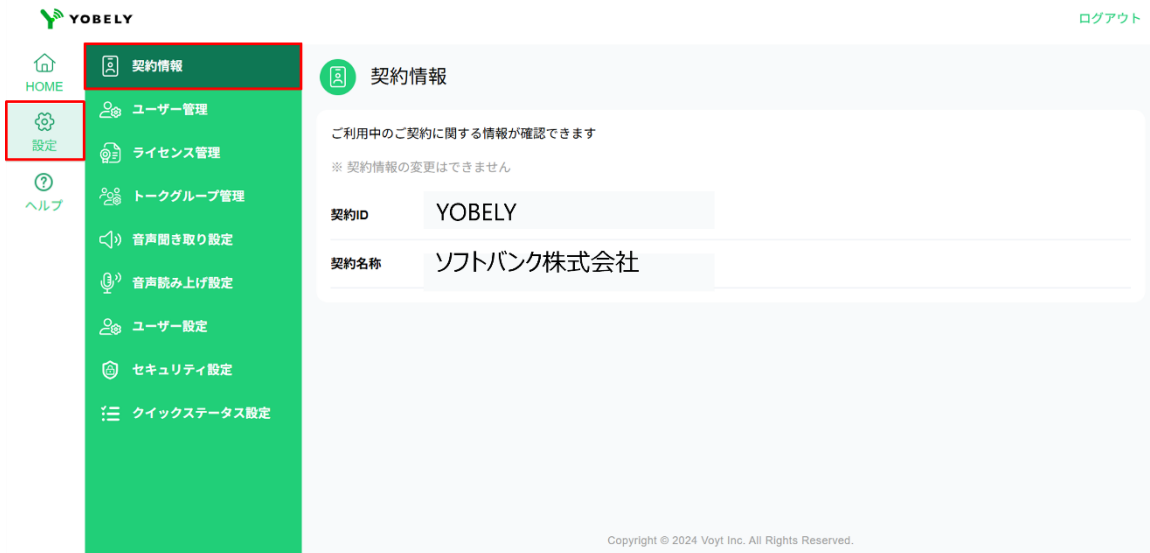 YOBELY
ログアウト
HOME
設定
ヘルプ
契約情報
ユーザー管理
ライセンス管理
トークグループ管理
音声聞き取り設定
音声読み上げ設定
ユーザー設定
セキュリティ設定
クイックステータス設定
契約情報
ご利用中のご契約に関する情報が確認できます
※ 契約情報の変更はできません
契約ID YOBELY
契約名称 ソフトバンク株式会社
Copyright © 2024 Voyt Inc. All Rights Reserved.